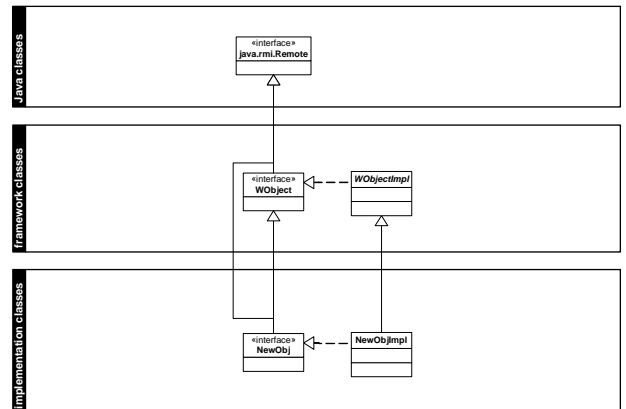 Java classes
«interface»
java.rmi.Remote
framework classes
«interface»
WObject
WObjectImpl
implementation classes
«interface»
NewObj
NewObjImpl